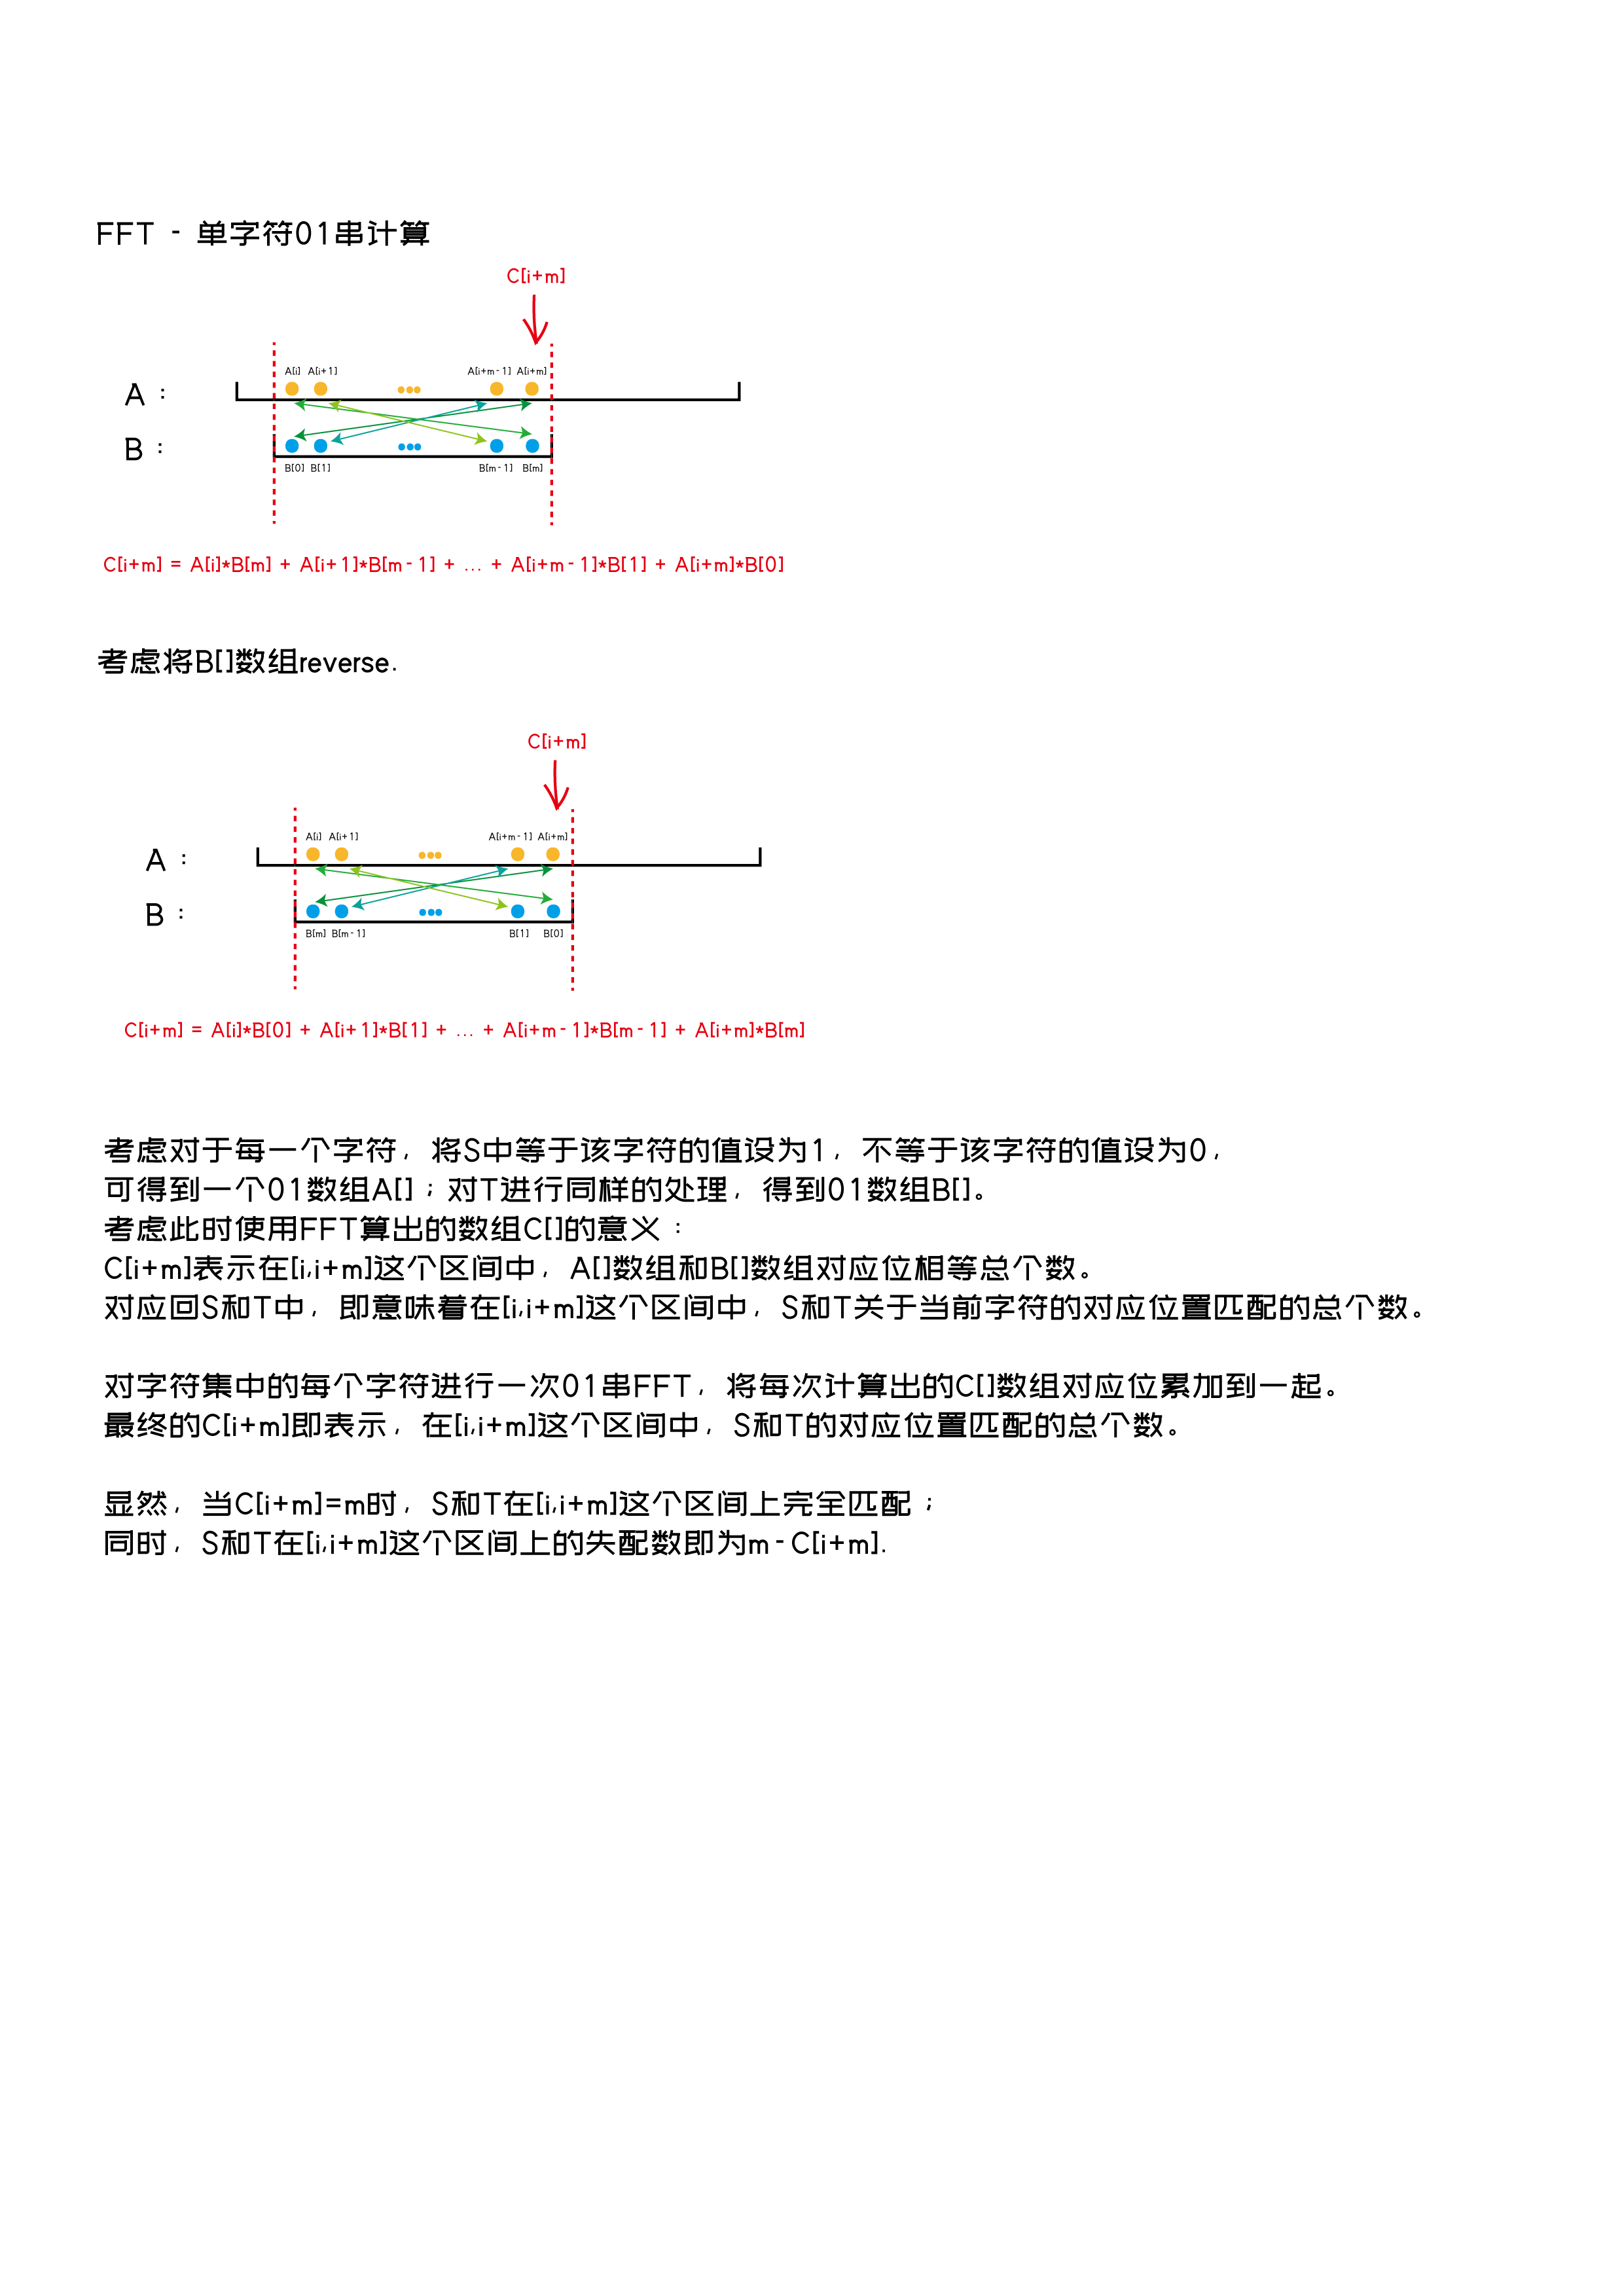 FFT - 单字符01串计算
C[i+m]
A[i] A[i+1] A[i+m-1] A[i+m]
A :
B :
B[0] B[1] B[m-1] B[m]
C[i+m] = A[i]*B[m] + A[i+1]*B[m-1] + ... + A[i+m-1]*B[1] + A[i+m]*B[0]
考虑将B[]数组reverse.
C[i+m]
A[i] A[i+1] A[i+m-1] A[i+m]
A :
B :
B[m] B[m-1] B[1] B[0]
C[i+m] = A[i]*B[0] + A[i+1]*B[1] + ... + A[i+m-1]*B[m-1] + A[i+m]*B[m]
考虑对于每一个字符，将S中等于该字符的值设为1，不等于该字符的值设为0，
可得到一个01数组A[]；对T进行同样的处理，得到01数组B[]。
考虑此时使用FFT算出的数组C[]的意义：
C[i+m]表示在[i,i+m]这个区间中，A[]数组和B[]数组对应位相等总个数。
对应回S和T中，即意味着在[i,i+m]这个区间中，S和T关于当前字符的对应位置匹配的总个数。
对字符集中的每个字符进行一次01串FFT，将每次计算出的C[]数组对应位累加到一起。
最终的C[i+m]即表示，在[i,i+m]这个区间中，S和T的对应位置匹配的总个数。
显然，当C[i+m]=m时，S和T在[i,i+m]这个区间上完全匹配；
同时，S和T在[i,i+m]这个区间上的失配数即为m-C[i+m].